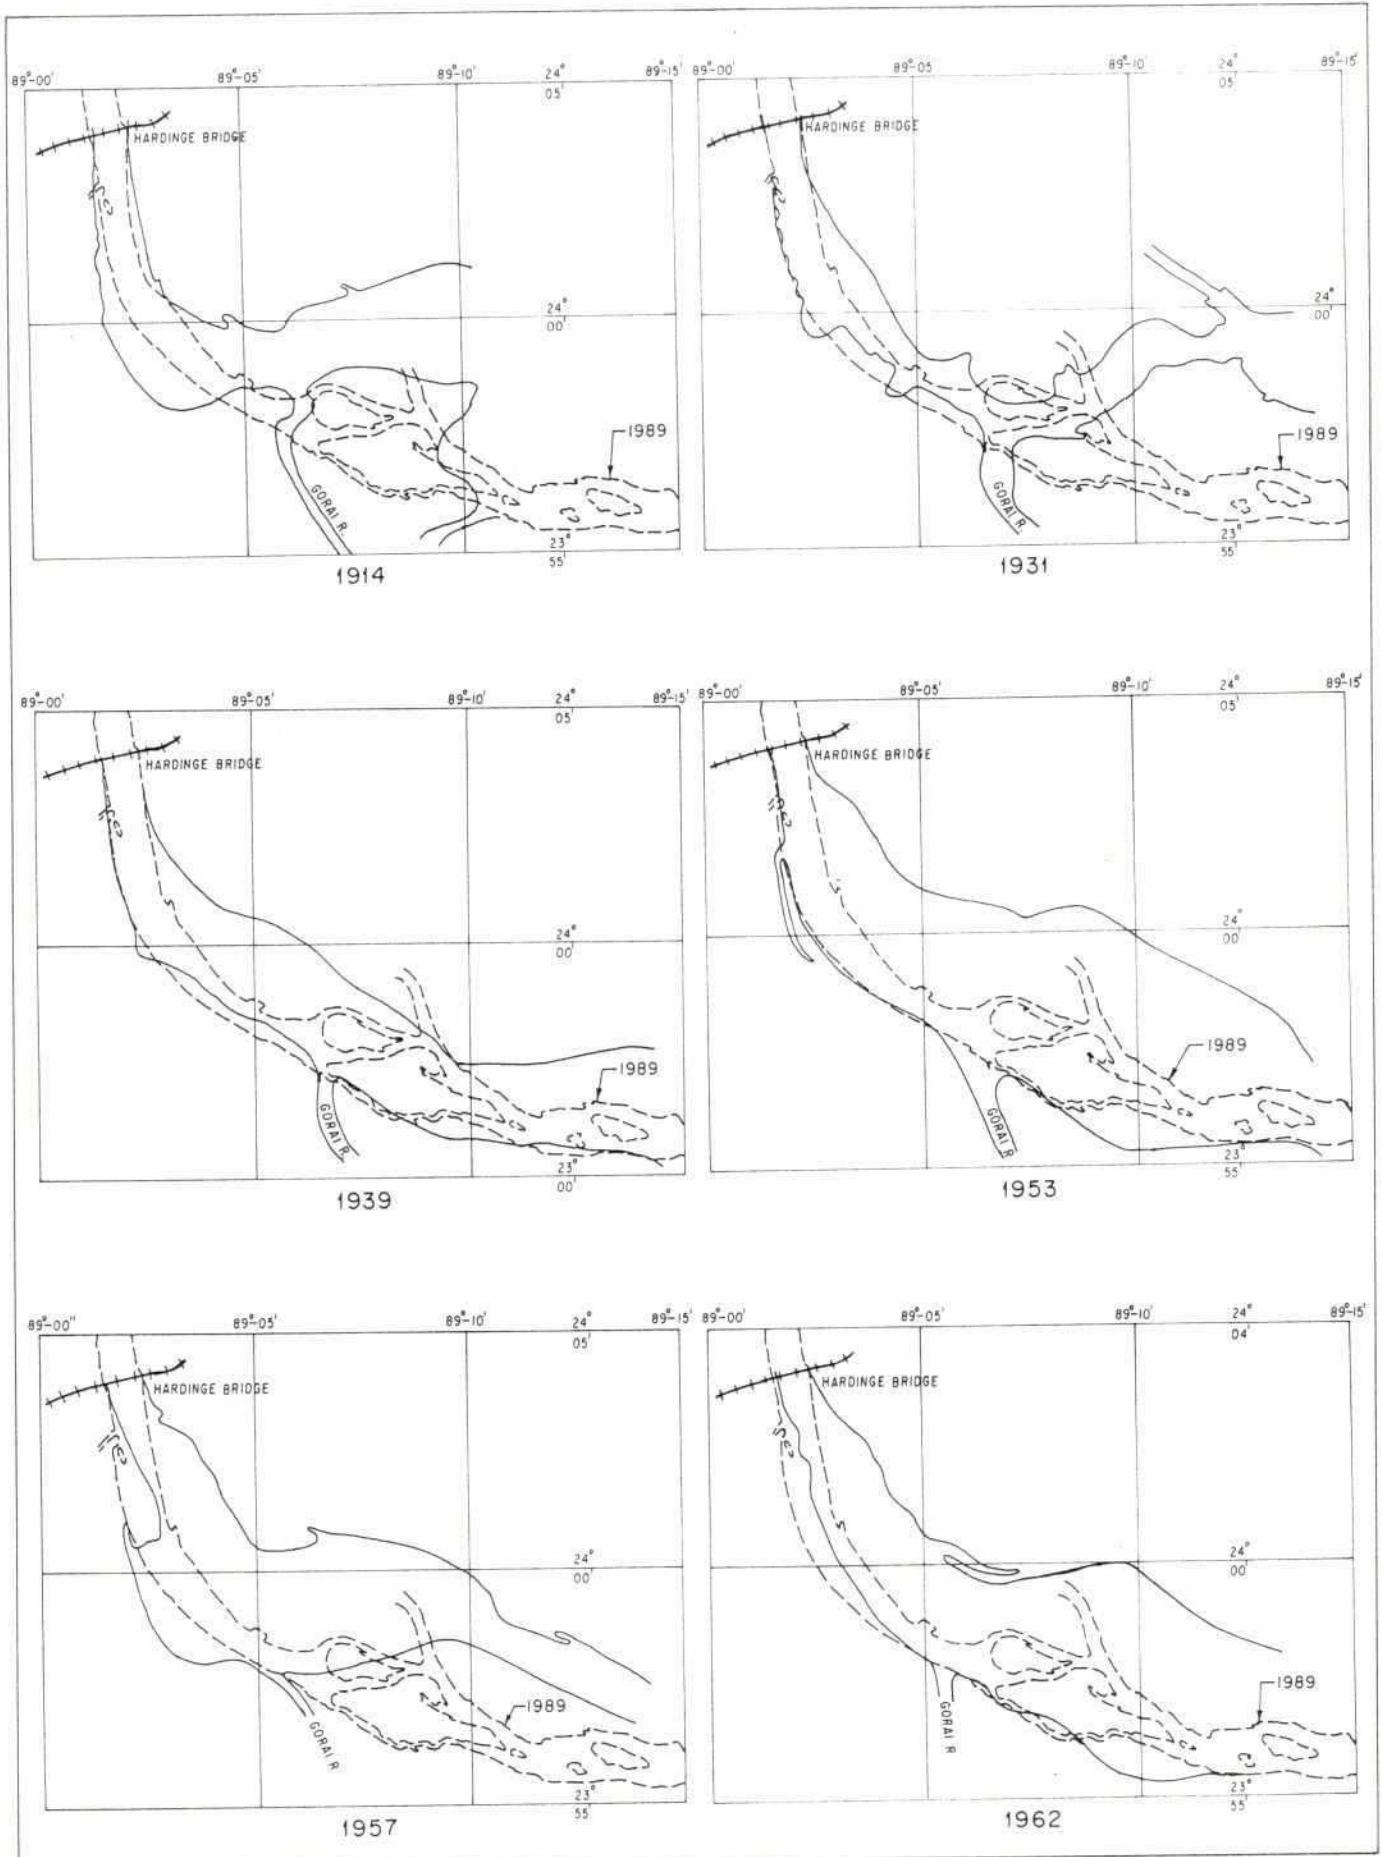 89°-00' 89°-05' 89°-10' 24° 05' 89°-15'
HARDINGE BRIDGE
24° 00'
1989
GORAI R.
23° 55'
1914
89°-00' 89°-05 89°-10' 24° 05' 89°-15'
HARDINGE BRIDGE
24° 00'
1989
GORAI R.
23° 55'
1931
89°-00' 89°-05' 89°-10' 24° 05' 89°-15'
HARDINGE BRIDGE
24° 00'
1989
GORAI R.
23° 00'
1939
89°-00' 89°-05' 89°-10' 24° 05' 89°-15'
HARDINGE BRIDGE
24° 00'
1989
GORAI R
23° 55'
1953
89°-00" 89°-05' 89°-10' 24° 05' 89°-15'
HARDINGE BRIDGE
24° 00'
1989
GORAI R
23° 55'
1957
89°-00' 89°-05' 89°-10' 24° 04' 89°-15'
HARDINGE BRIDGE
24° 00'
1989
GORAI R
23° 55'
1962